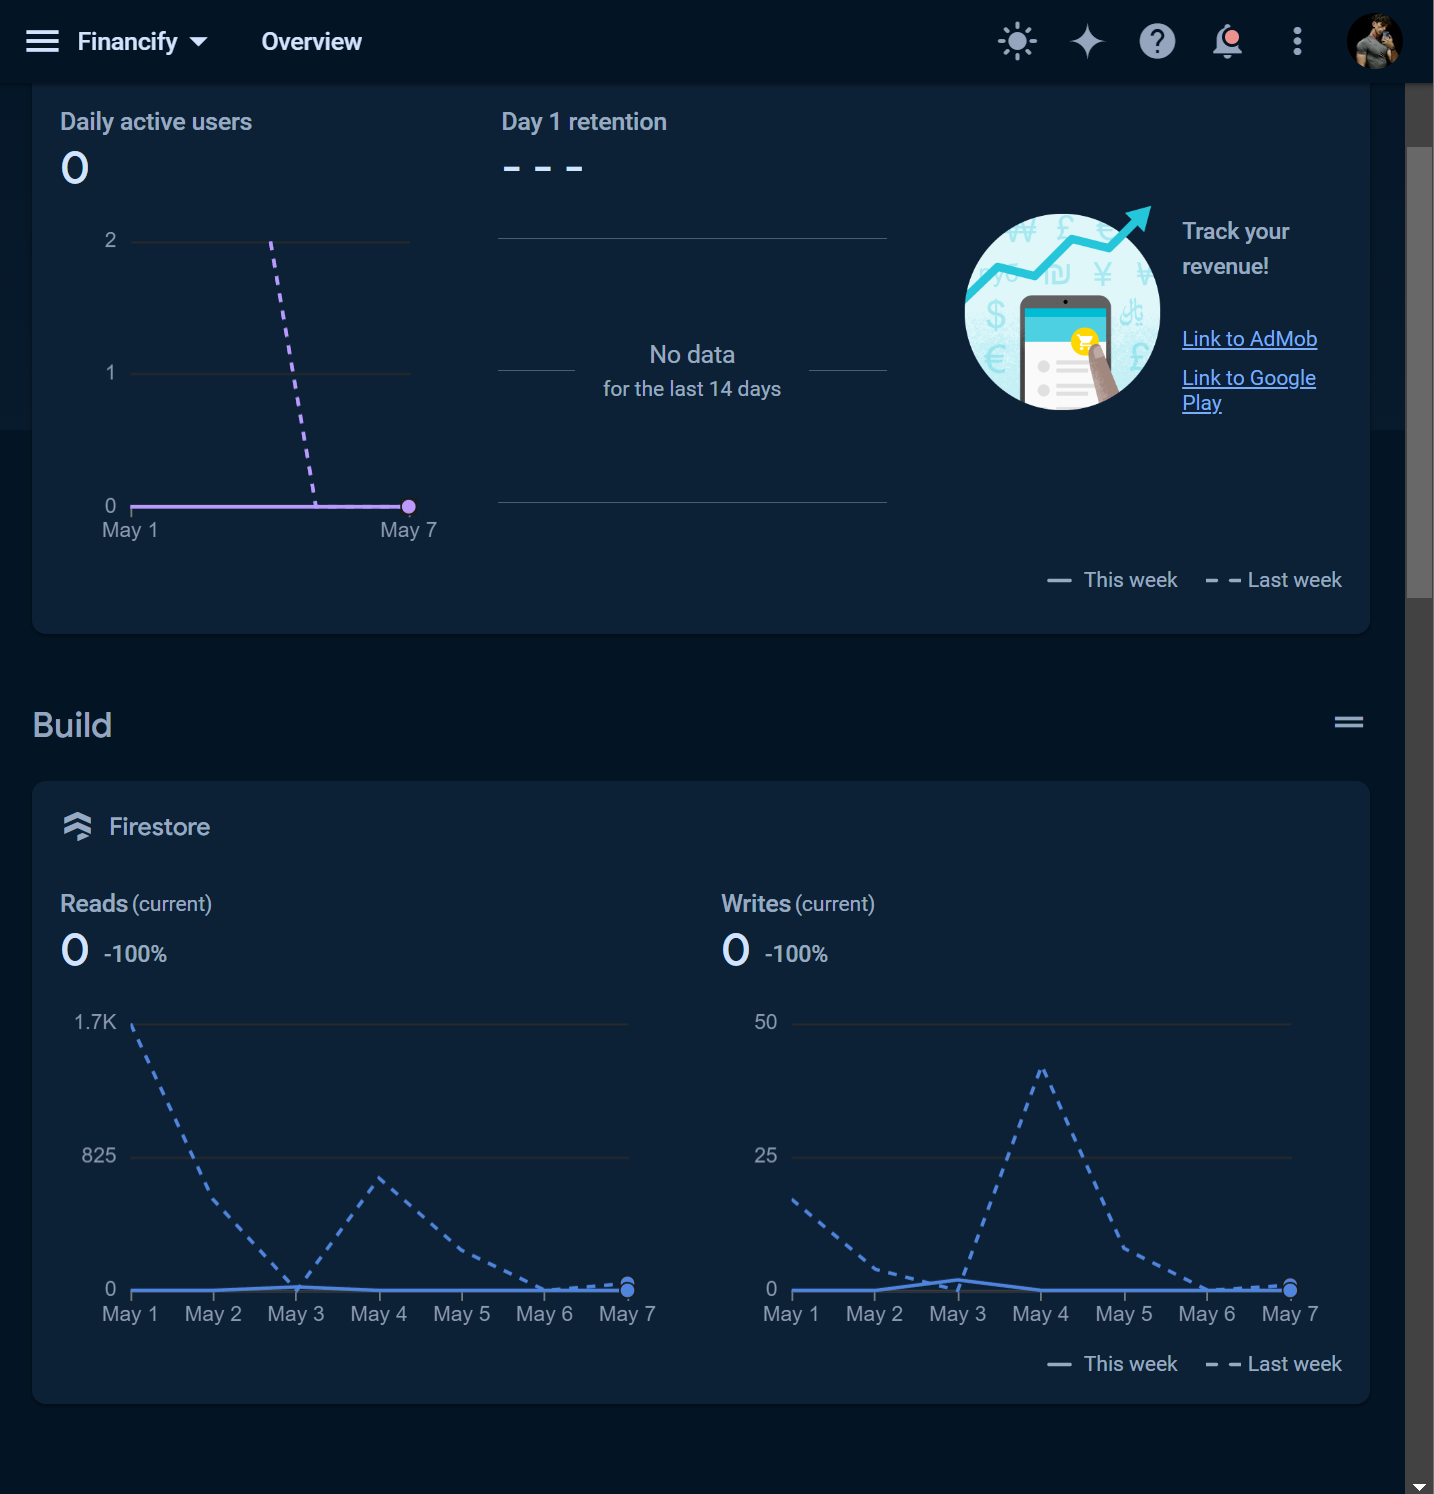 Financify Overview
Daily active users
0
2
1
0
May 1 May 7
Day 1 retention
- - -
No data
for the last 14 days
Track your
revenue!
Link to AdMob
Link to Google
Play
This week Last week
Build
Firestore
Reads (current)
0 -100%
1.7K
825
0
May 1 May 2 May 3 May 4 May 5 May 6 May 7
Writes (current)
0 -100%
50
25
0
May 1 May 2 May 3 May 4 May 5 May 6 May 7
This week Last week